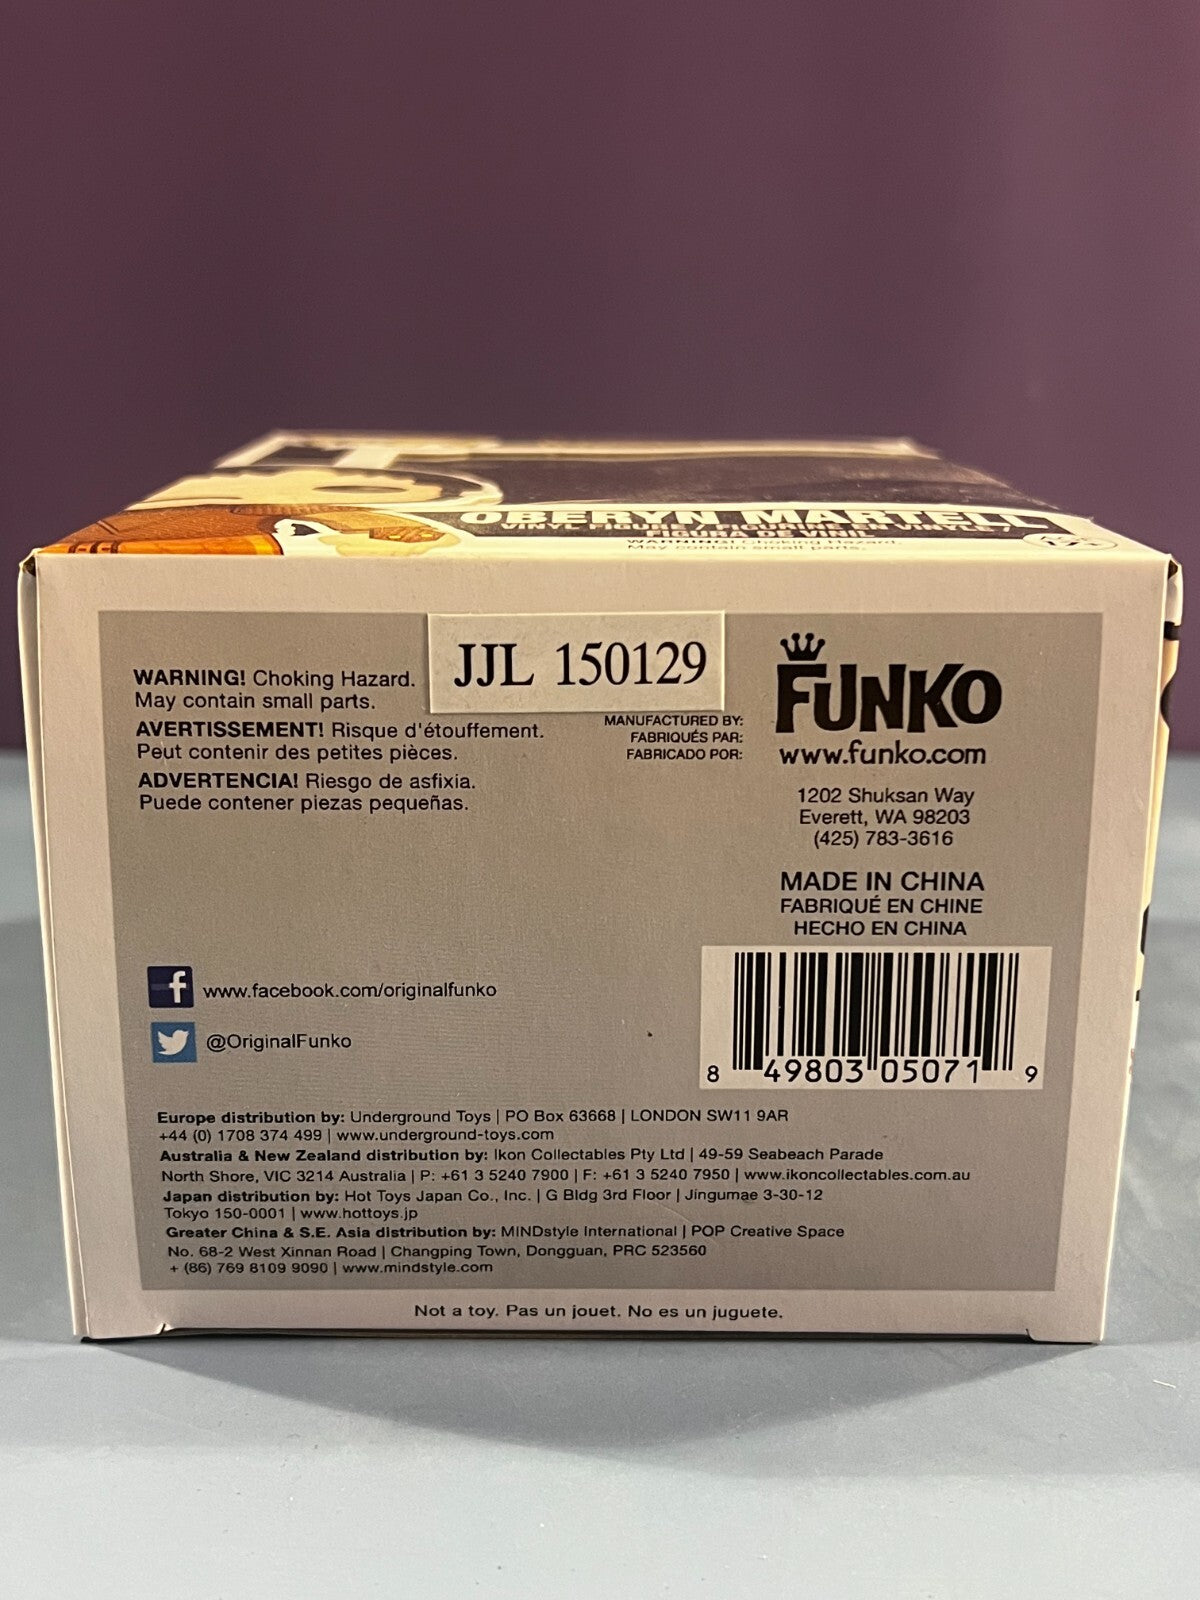 OBERYN MARTELL
VINYL FIGURE / FIGURINE EN VINYLE /
FIGURA DE VINIL
WARNING! Choking Hazard.
May contain small parts.
JJL 150129
WARNING! Choking Hazard.
May contain small parts.
AVERTISSEMENT! Risque d'étouffement.
Peut contenir des petites pièces.
ADVERTENCIA! Riesgo de asfixia.
Puede contener piezas pequeñas.
MANUFACTURED BY:
FABRIQUÉS PAR:
FABRICADO POR:
FUNKO
www.funko.com
1202 Shuksan Way
Everett, WA 98203
(425) 783-3616
MADE IN CHINA
FABRIQUÉ EN CHINE
HECHO EN CHINA
8 49803 05071 9
f www.facebook.com/originalfunko
@OriginalFunko
Europe distribution by: Underground Toys | PO Box 63668 | LONDON SW11 9AR
+44 (0) 1708 374 499 | www.underground-toys.com
Australia & New Zealand distribution by: Ikon Collectables Pty Ltd | 49-59 Seabeach Parade
North Shore, VIC 3214 Australia | P: +61 3 5240 7900 | F: +61 3 5240 7950 | www.ikoncollectables.com.au
Japan distribution by: Hot Toys Japan Co., Inc. | G Bldg 3rd Floor | Jingumae 3-30-12
Tokyo 150-0001 | www.hottoys.jp
Greater China & S.E. Asia distribution by: MINDstyle International | POP Creative Space
No. 68-2 West Xinnan Road | Changping Town, Dongguan, PRC 523560
+ (86) 769 8109 9090 | www.mindstyle.com
Not a toy. Pas un jouet. No es un juguete.